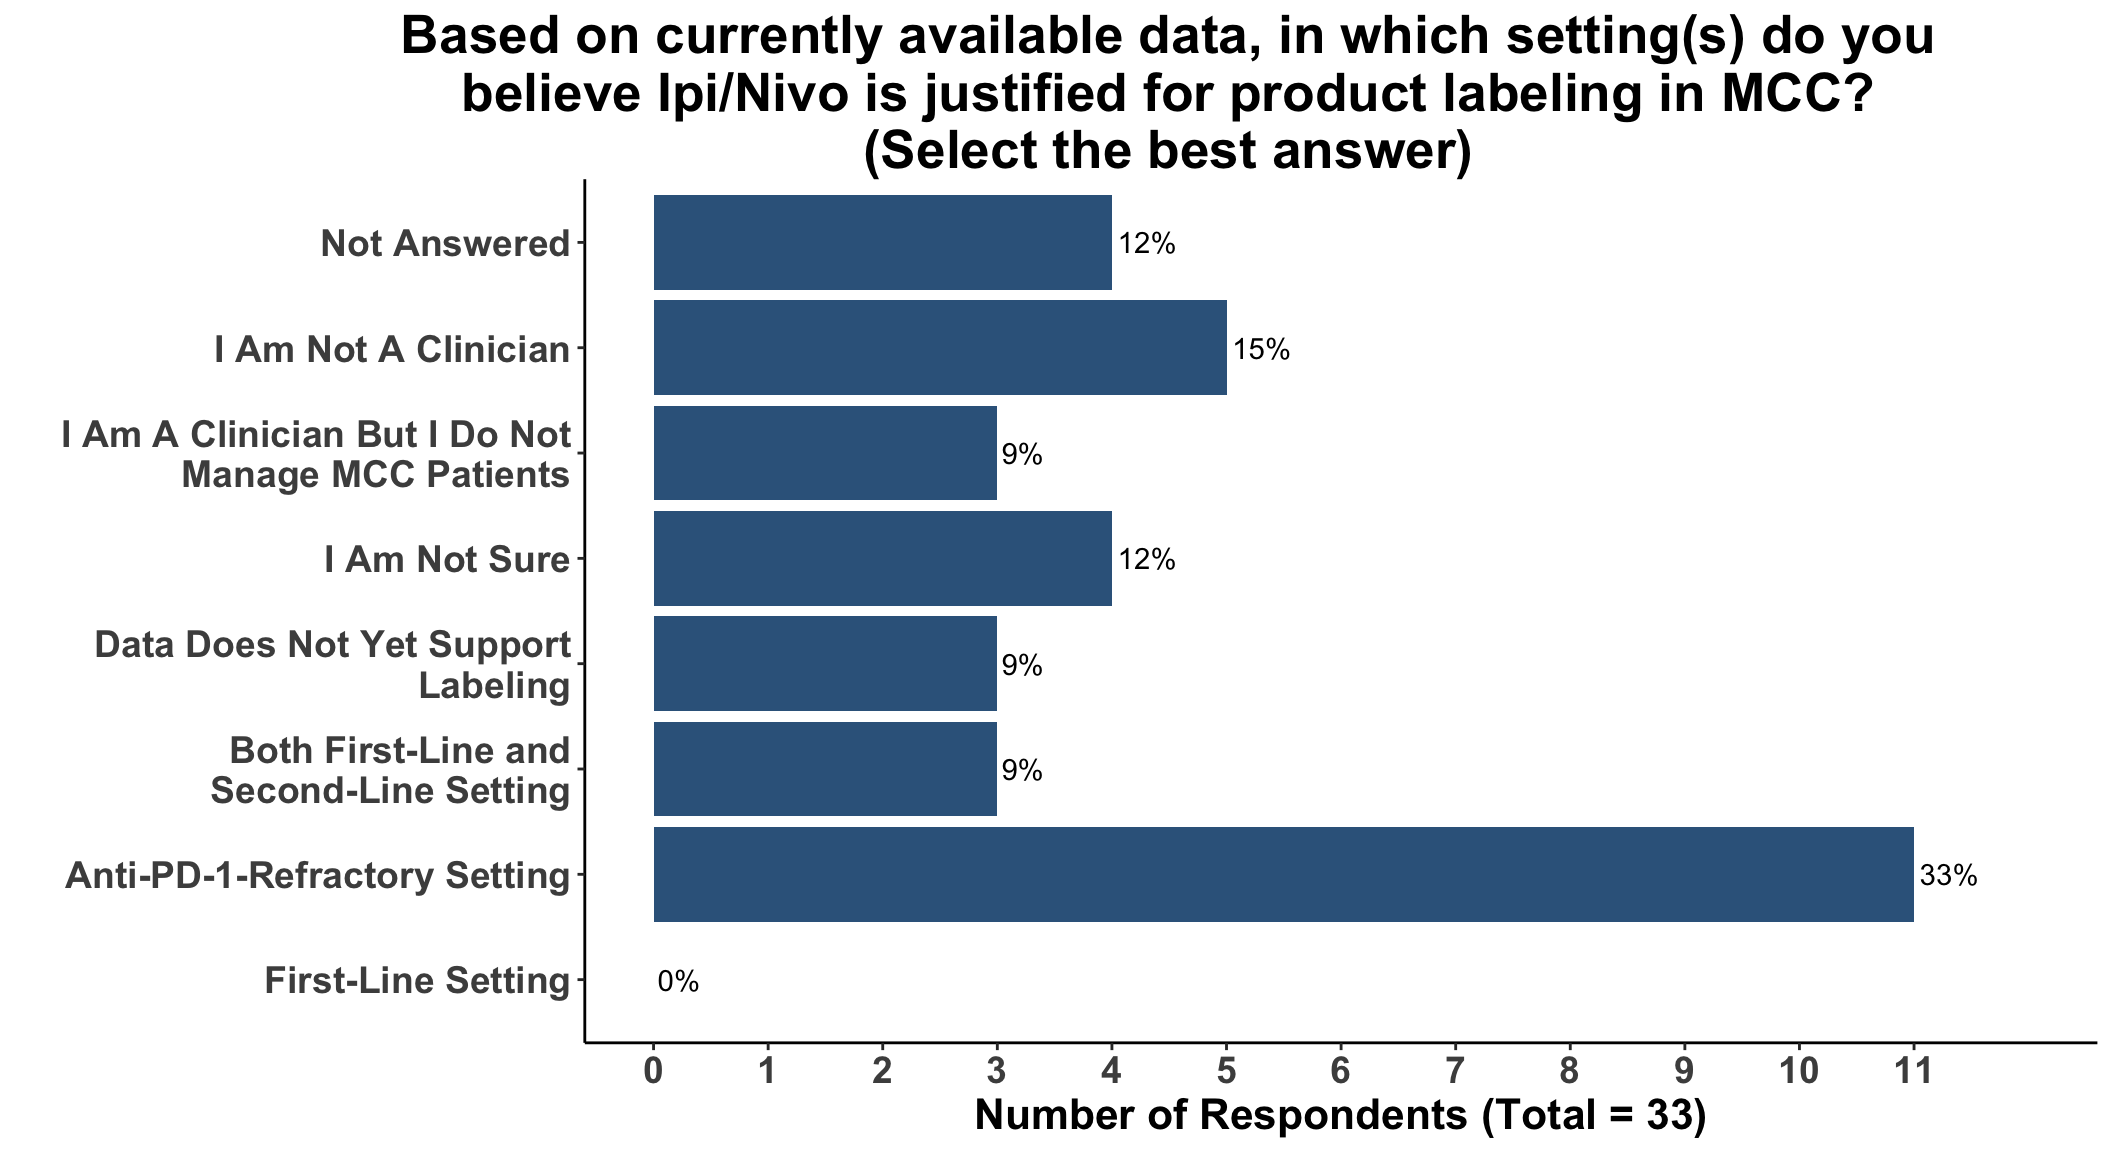 Based on currently available data, in which setting(s) do you
believe Ipi/Nivo is justified for product labeling in MCC?
(Select the best answer)
Not Answered
12%
I Am Not A Clinician
15%
I Am A Clinician But I Do Not
Manage MCC Patients
9%
I Am Not Sure
12%
Data Does Not Yet Support
Labeling
9%
Both First-Line and
Second-Line Setting
9%
Anti-PD-1-Refractory Setting
33%
First-Line Setting
0%
0 1 2 3 4 5 6 7 8 9 10 11
Number of Respondents (Total = 33)